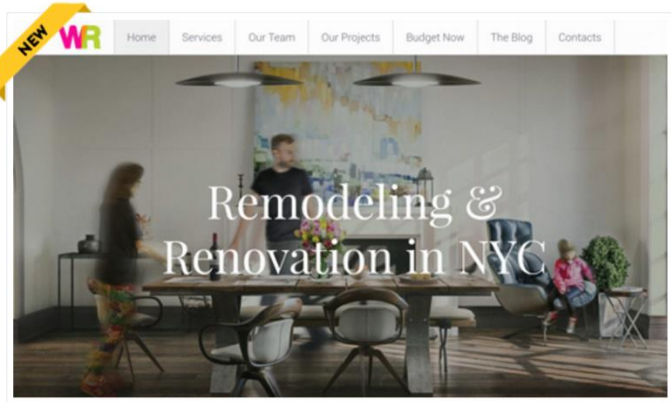 NEW
WR
Home Services Our Team Our Projects Budget Now The Blog Contacts
Remodeling &
Renovation in NYC